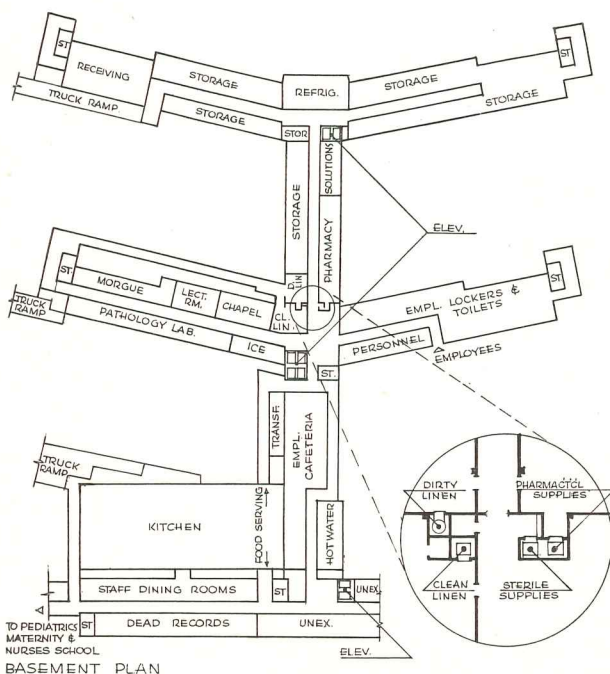 ST
RECEIVING
STORAGE
REFRIG.
STORAGE
ST
TRUCK RAMP
STORAGE
STORAGE
STOR
SOLUTIONS
STORAGE
PHARMACY
ELEV.
D. LIN
ST.
MORGUE
LECT. RM.
CHAPEL
CL. LIN.
ST.
EMPL. LOCKERS &
TOILETS
TRUCK
RAMP
PATHOLOGY LAB.
ICE
PERSONNEL
EMPLOYEES
ST.
TRANSF.
EMPL.
CAFETERIA
TRUCK
RAMP
KITCHEN
FOOD SERVING
HOT WATER
DIRTY
LINEN
PHARMACT'CL
SUPPLIES
CLEAN
LINEN
STERILE
SUPPLIES
STAFF DINING ROOMS
ST
UNEX.
TO PEDIATRICS
MATERNITY &
NURSES SCHOOL
ST
DEAD RECORDS
UNEX.
ELEV.
BASEMENT PLAN